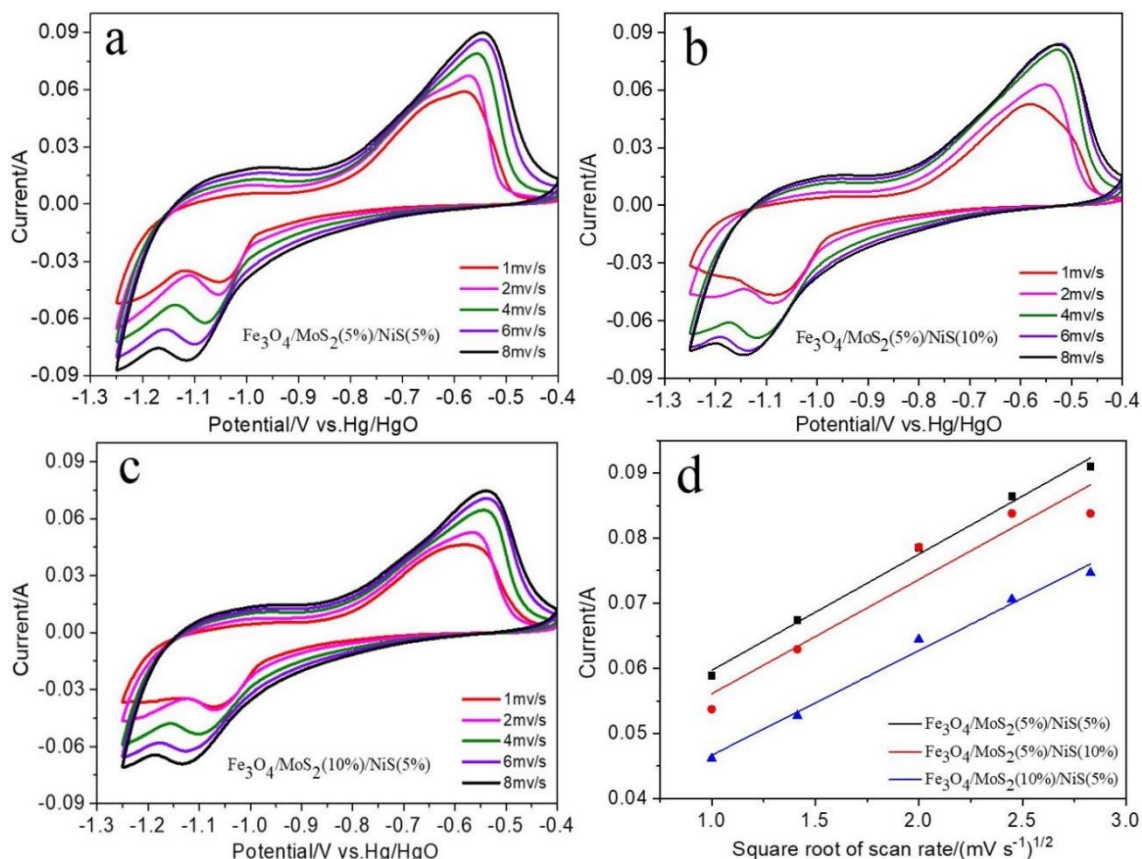 a
0.09
0.06
0.03
0.00
-0.03
-0.06
-0.09
Current/A
1mv/s
2mv/s
4mv/s
6mv/s
8mv/s
Fe3O4/MoS2(5%)/NiS(5%)
-1.3 -1.2 -1.1 -1.0 -0.9 -0.8 -0.7 -0.6 -0.5 -0.4
Potential/V vs.Hg/HgO
b
0.09
0.06
0.03
0.00
-0.03
-0.06
-0.09
Current/A
1mv/s
2mv/s
4mv/s
6mv/s
8mv/s
Fe3O4/MoS2(5%)/NiS(10%)
-1.3 -1.2 -1.1 -1.0 -0.9 -0.8 -0.7 -0.6 -0.5 -0.4
Potential/V vs.Hg/HgO
c
0.09
0.06
0.03
0.00
-0.03
-0.06
-0.09
Current/A
1mv/s
2mv/s
4mv/s
6mv/s
8mv/s
Fe3O4/MoS2(10%)/NiS(5%)
-1.3 -1.2 -1.1 -1.0 -0.9 -0.8 -0.7 -0.6 -0.5 -0.4
Potential/V vs.Hg/HgO
d
0.09
0.08
0.07
0.06
0.05
0.04
Current/A
Fe3O4/MoS2(5%)/NiS(5%)
Fe3O4/MoS2(5%)/NiS(10%)
Fe3O4/MoS2(10%)/NiS(5%)
1.0 1.5 2.0 2.5 3.0
Square root of scan rate/(mV s-1)1/2